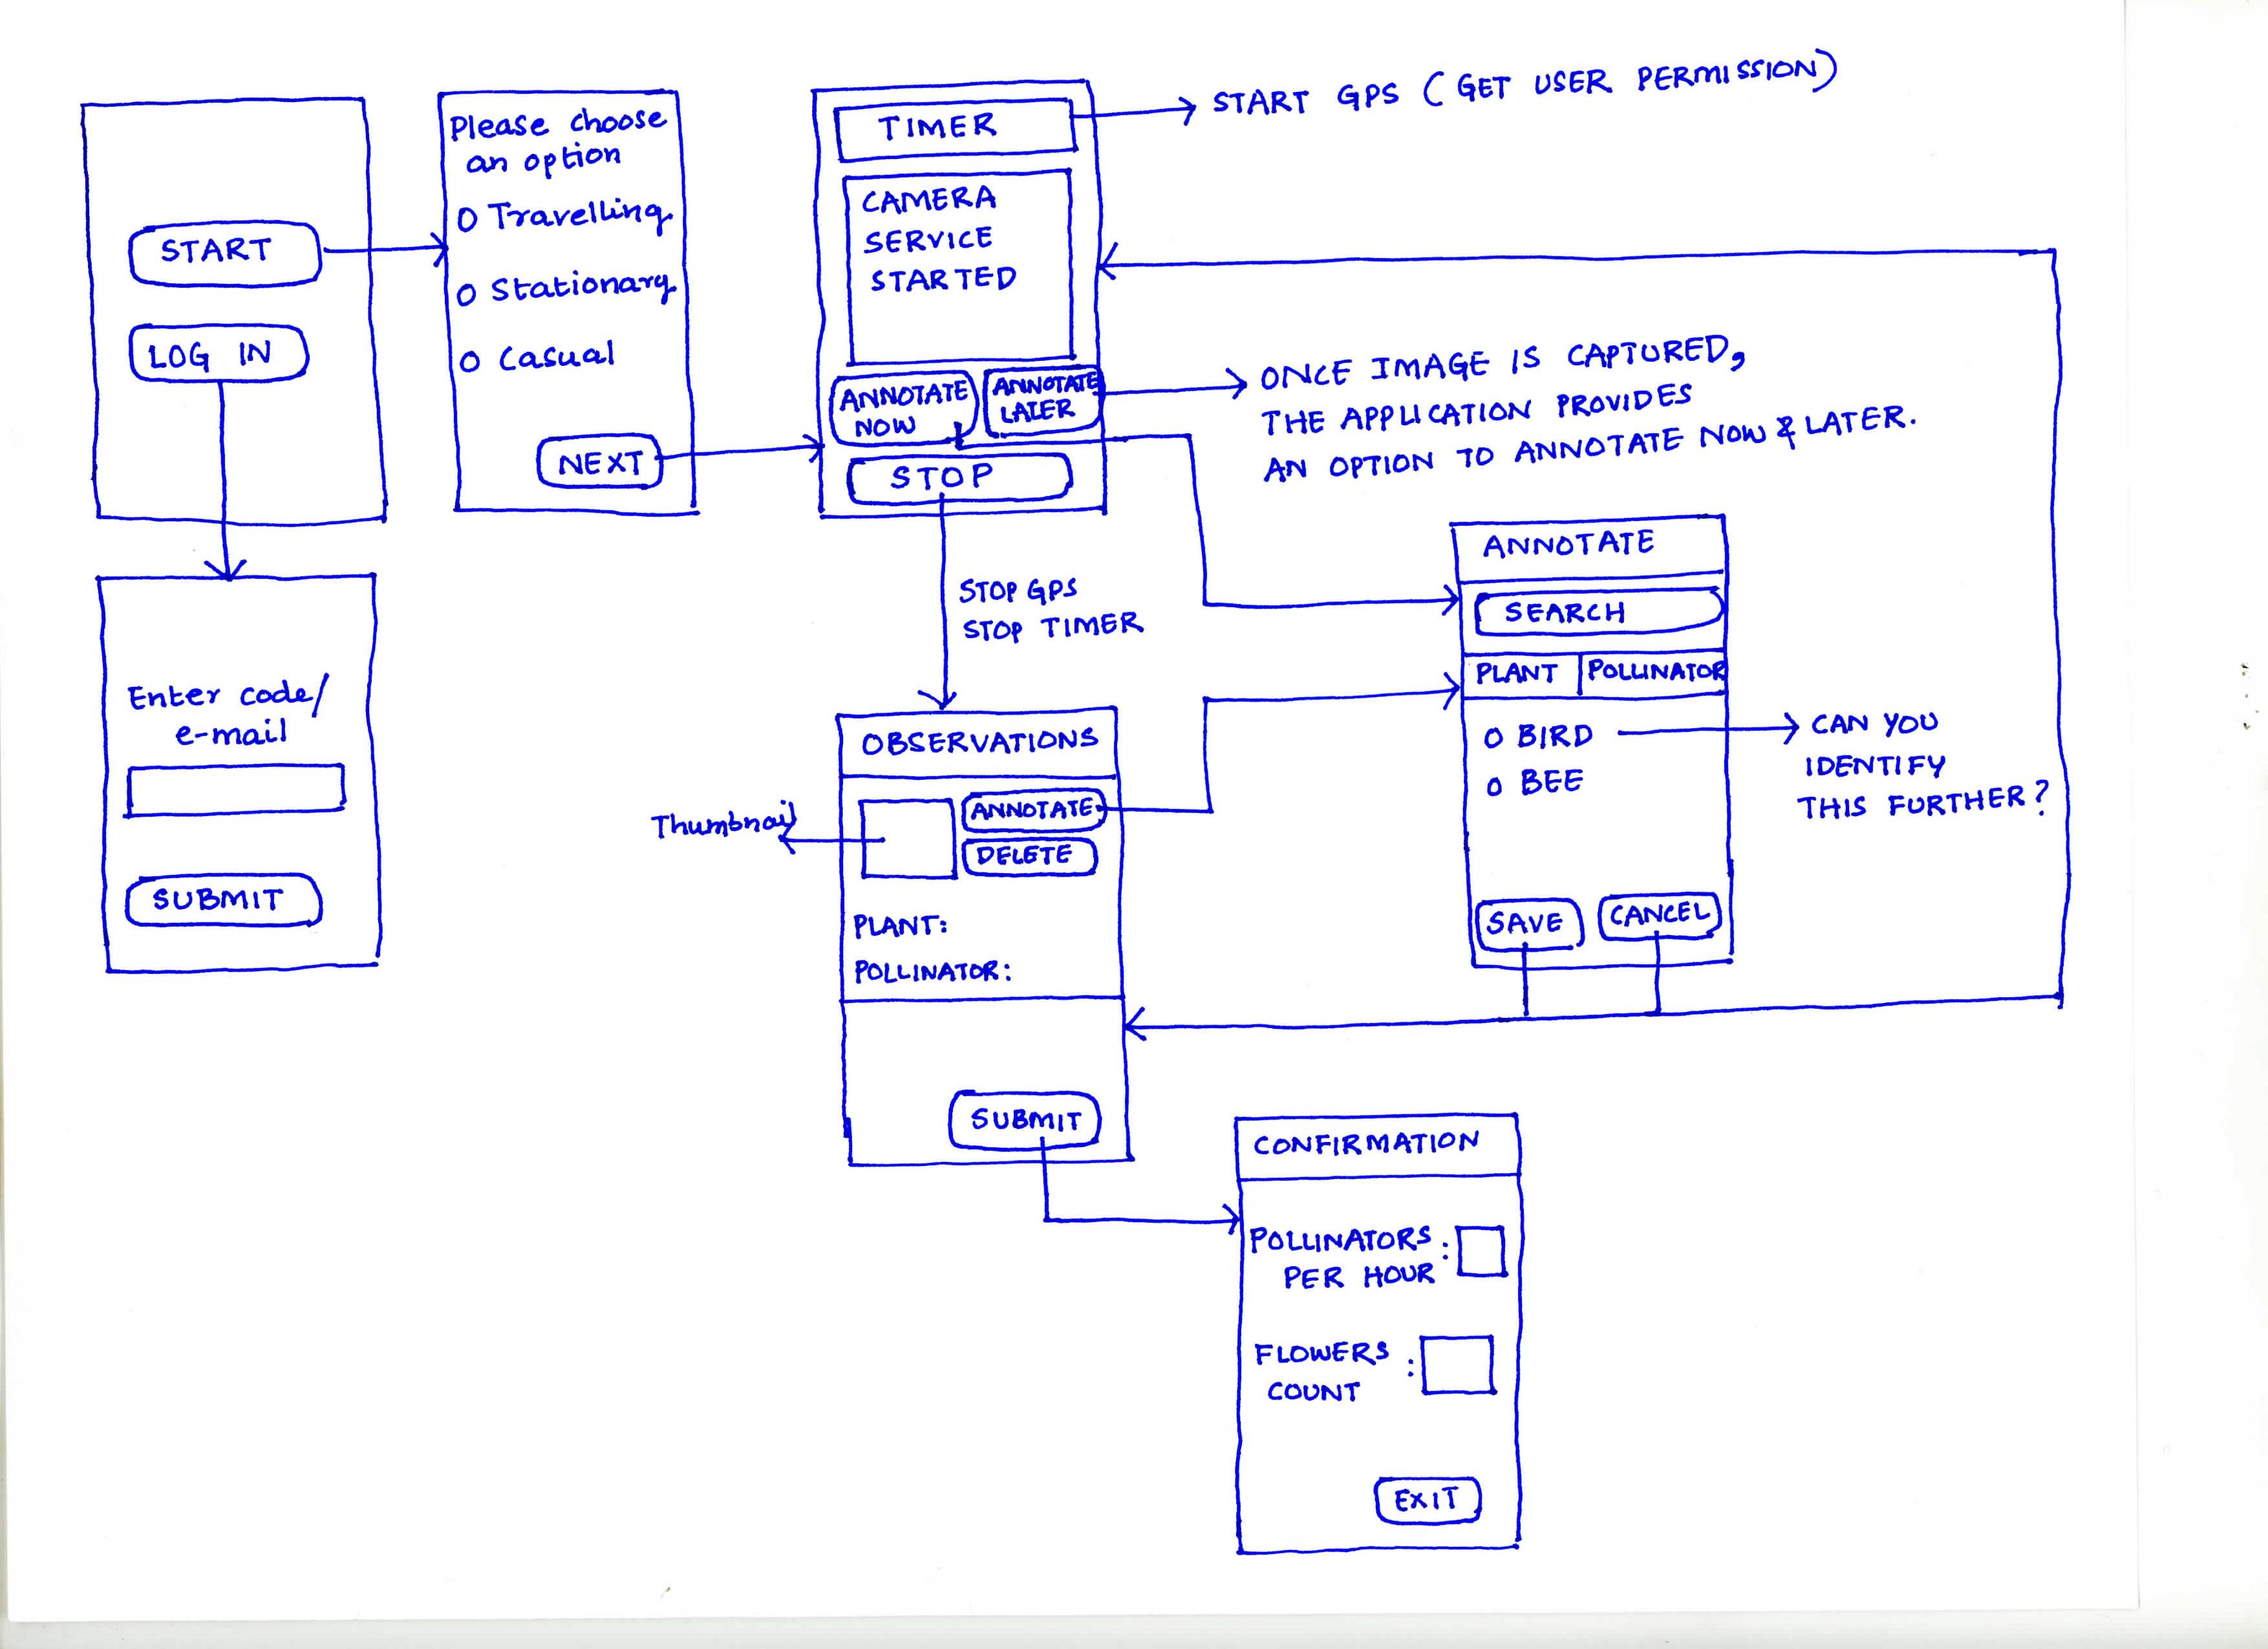 START
LOG IN
Please choose
an option
O Travelling
O Stationary
O Casual
NEXT
TIMER
CAMERA
SERVICE
STARTED
ANNOTATE
NOW
ANNOTATE
LATER
STOP
START GPS (GET USER PERMISSION)
ONCE IMAGE IS CAPTURED,
THE APPLICATION PROVIDES
AN OPTION TO ANNOTATE NOW & LATER.
STOP GPS
STOP TIMER
Enter code/
e-mail
SUBMIT
OBSERVATIONS
Thumbnail
ANNOTATE
DELETE
PLANT:
POLLINATOR:
SUBMIT
ANNOTATE
SEARCH
PLANT
POLLINATOR
O BIRD
O BEE
CAN YOU
IDENTIFY
THIS FURTHER?
SAVE
CANCEL
CONFIRMATION
POLLINATORS :
PER HOUR
FLOWERS :
COUNT
EXIT